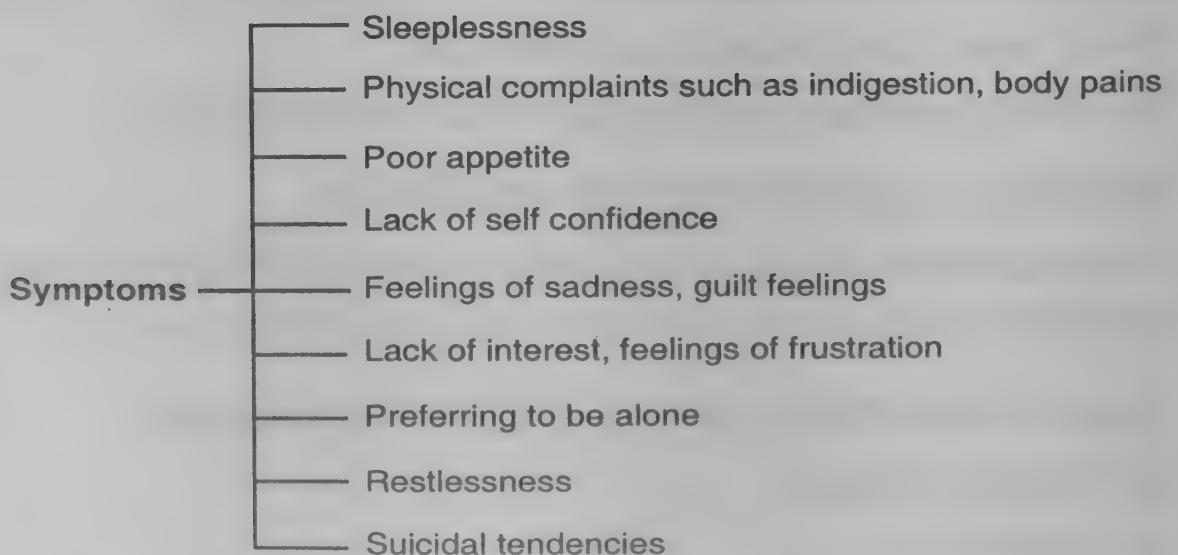 Sleeplessness
Physical complaints such as indigestion, body pains
Poor appetite
Lack of self confidence
Symptoms
Feelings of sadness, guilt feelings
Lack of interest, feelings of frustration
Preferring to be alone
Restlessness
Suicidal tendencies